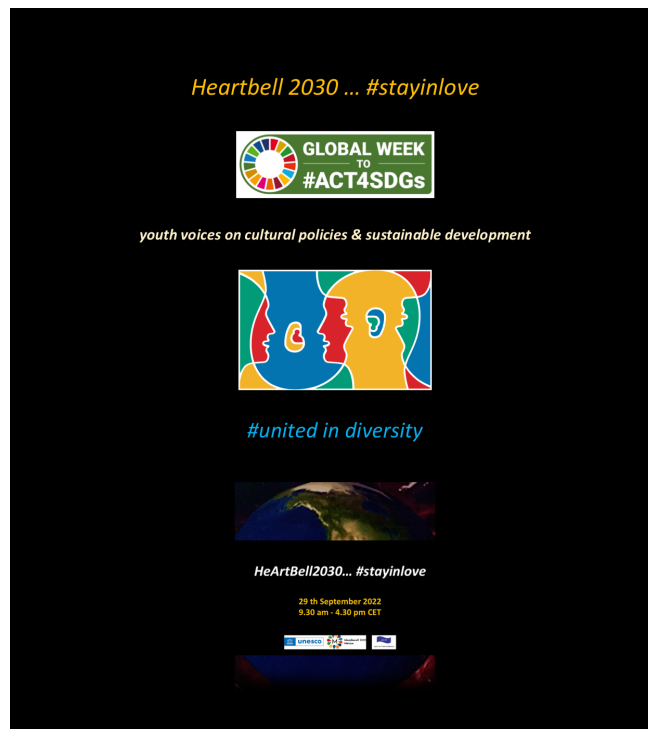 Heartbell 2030 … #stayinlove
GLOBAL WEEK
TO
#ACT4SDGs
youth voices on cultural policies & sustainable development
#united in diversity
HeArtBell2030… #stayinlove
29 th September 2022
9.30 am - 4.30 pm CET
unesco